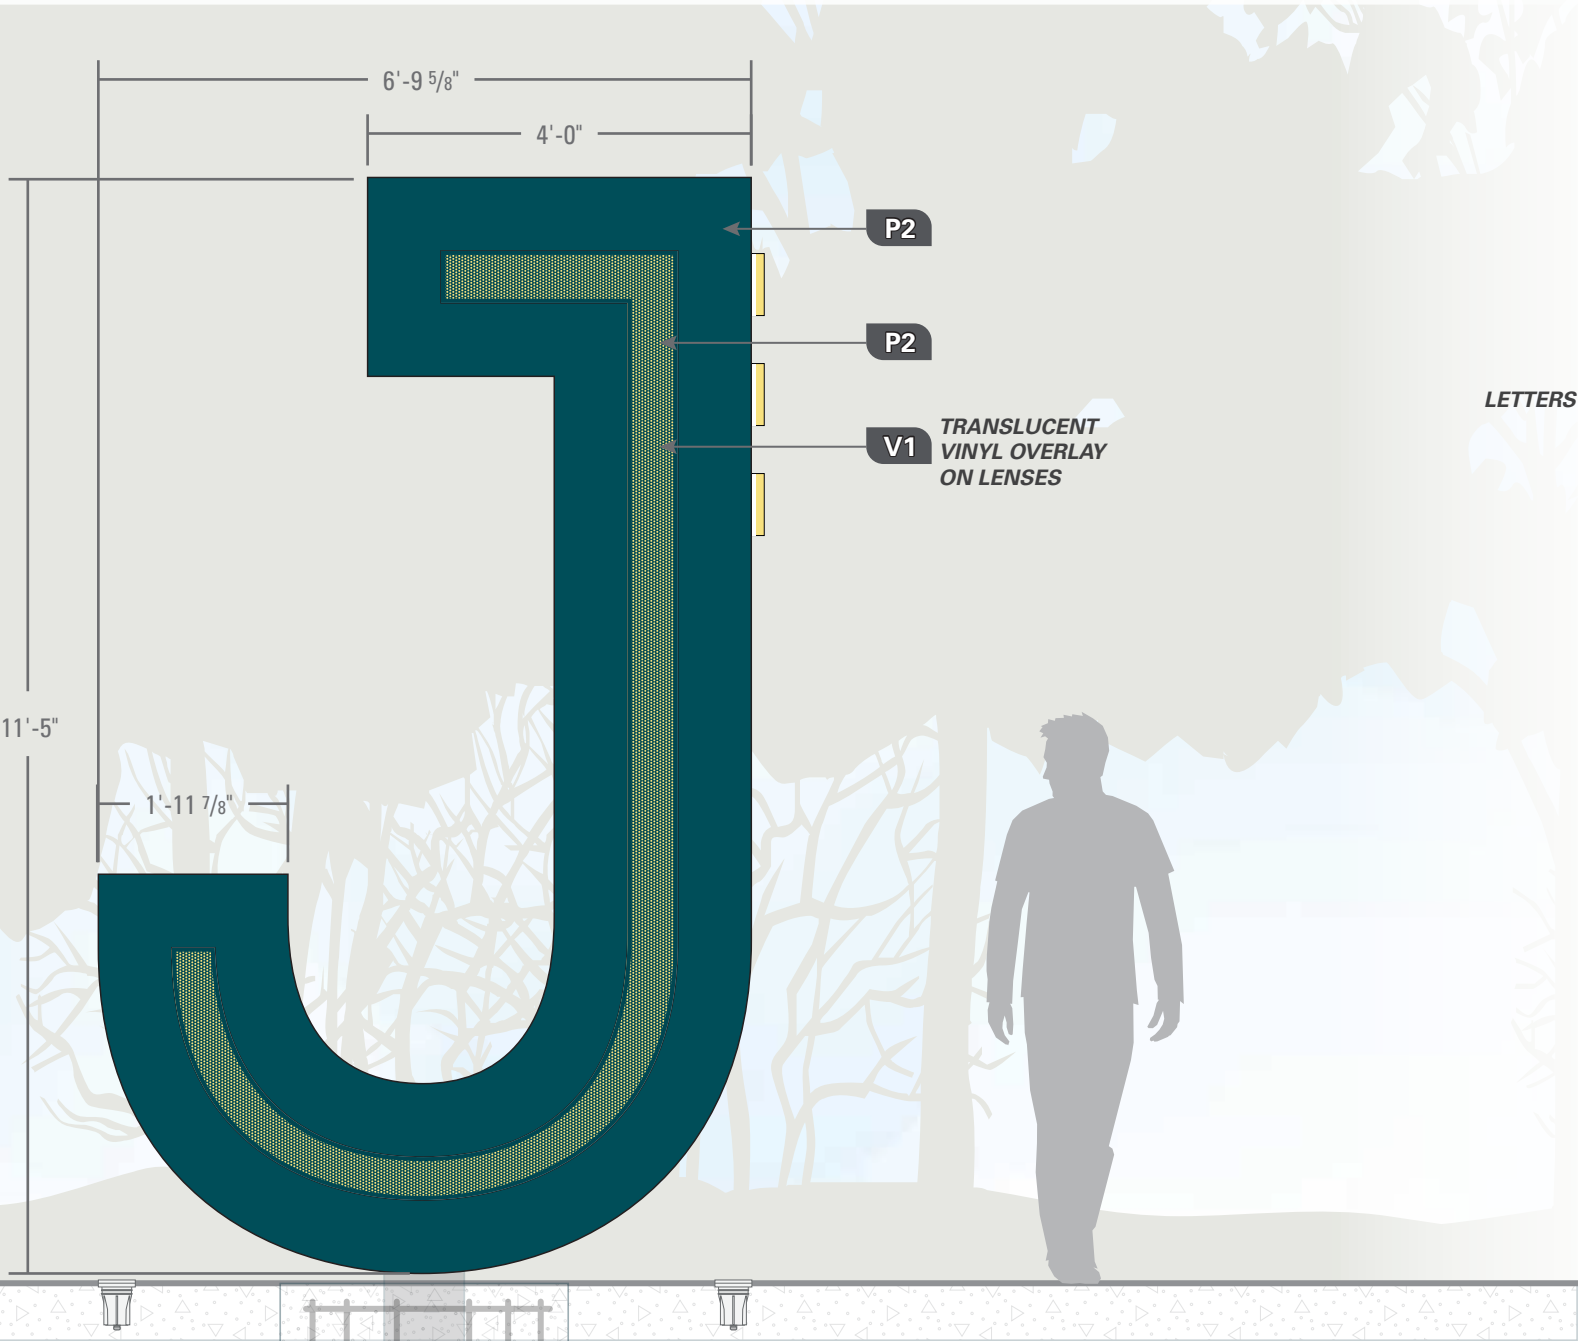 6'-9 5/8"
4'-0"
P2
P2
LETTERS
V1
TRANSLUCENT
VINYL OVERLAY
ON LENSES
11'-5"
1'-11 7/8"